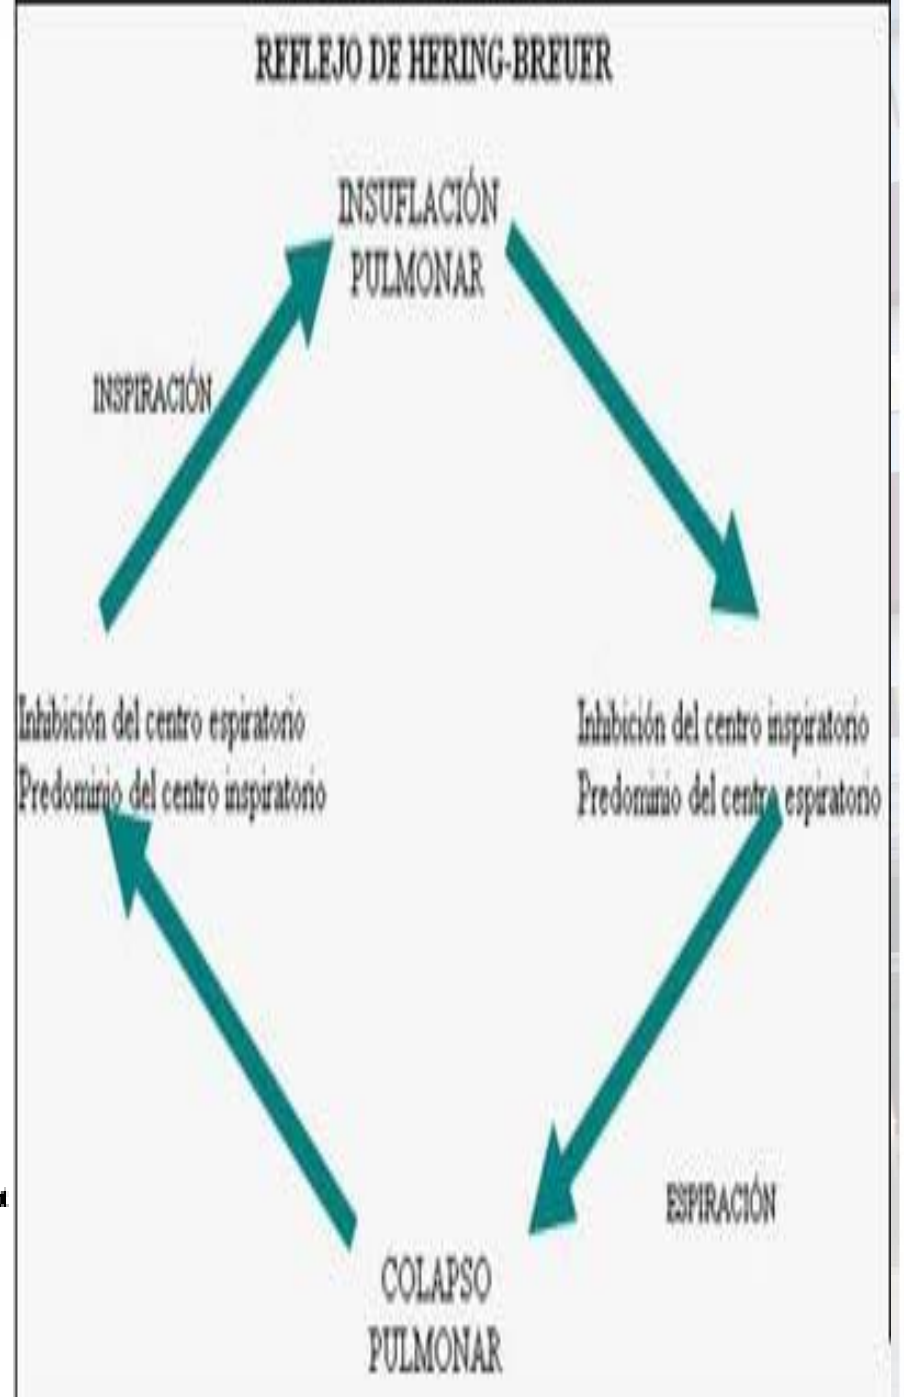 REFLEJO DE HERING-BREUER
INSUFLACIÓN
PULMONAR
INSPIRACIÓN
Inhibición del centro espiratorio
Predominio del centro inspiratorio
Inhibición del centro inspiratorio
Predominio del centro espiratorio
ESPIRACIÓN
COLAPSO
PULMONAR